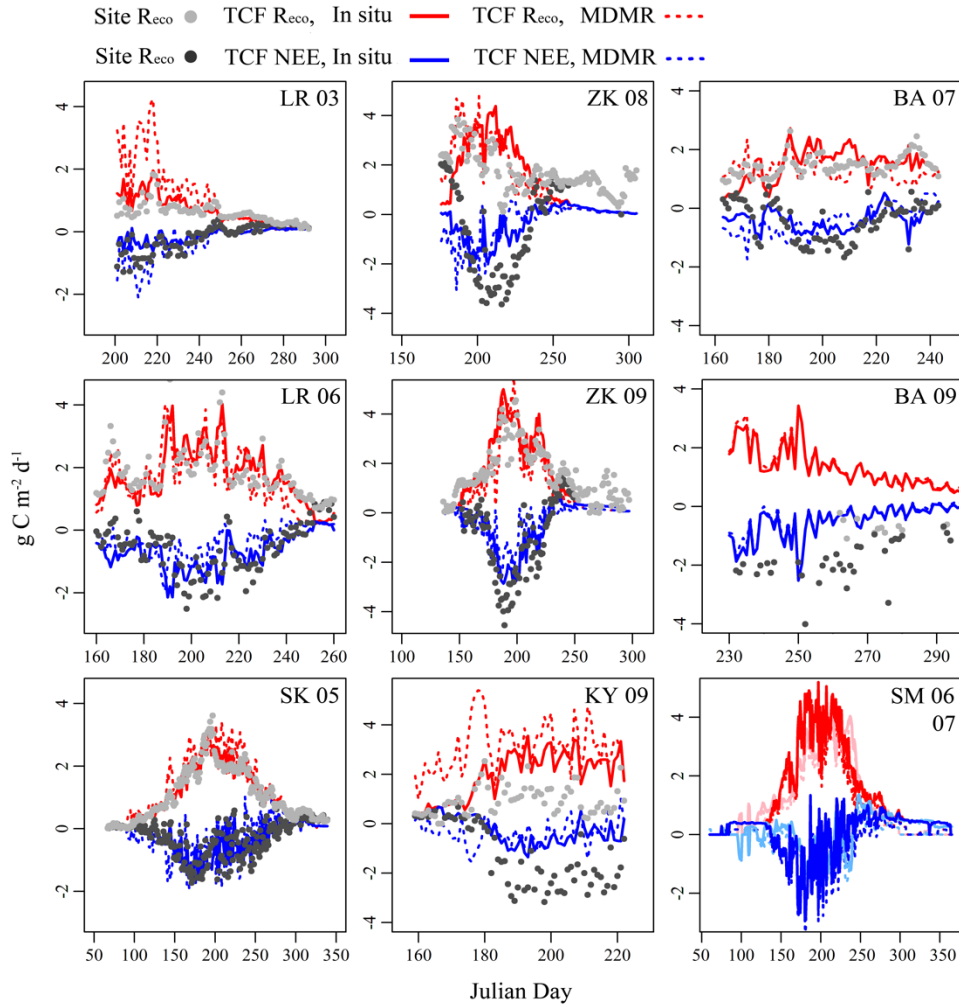 Site Reco TCF Reco, In situ TCF Reco, MDMR
Site Reco TCF NEE, In situ TCF NEE, MDMR
LR 03
4
2
0
-2
200 220 240 260 280 300
ZK 08
4
2
0
-2
-4
150 200 250 300
BA 07
4
2
0
-2
-4
160 180 200 220 240
LR 06
4
2
0
-2
160 180 200 220 240 260
ZK 09
4
2
0
-2
-4
100 150 200 250 300
BA 09
4
2
0
-2
-4
230 250 270 290
SK 05
4
2
0
-2
50 100 150 200 250 300 350
KY 09
4
2
0
-2
-4
160 180 200 220
SM 06
07
4
2
0
-2
50 100 150 200 250 300 350
g C m⁻² d⁻¹
Julian Day